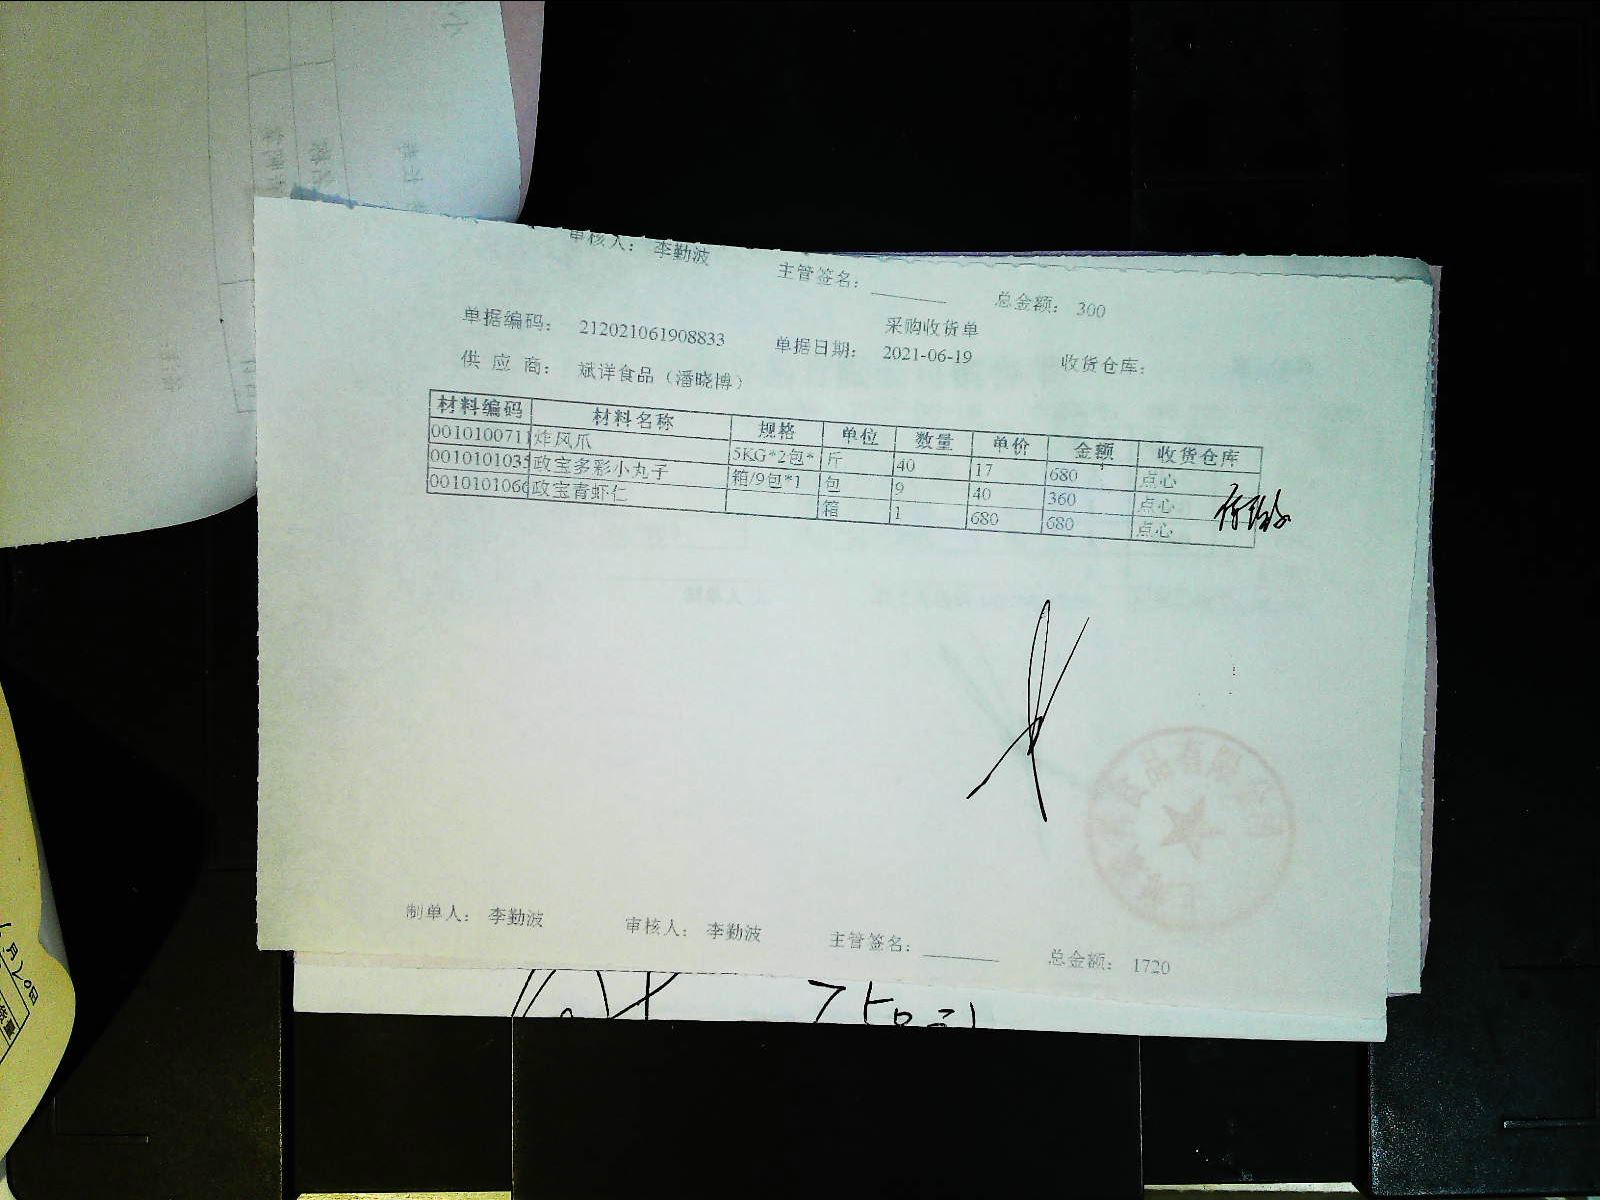 审核人： 李勤波 主管签名： 总金额： 300
采购收货单
单据编码： 212021061908833 单据日期： 2021-06-19 收货仓库：
供 应 商： 斌洋食品（潘晓博）
材料编码 材料名称 规格 单位 数量 单价 金额 收货仓库
0010100711 炸凤爪 5KG*2包* 斤 40 17 680 点心
0010101035 政宝多彩小丸子 箱/9包*1 包 9 40 360 点心
0010101066 政宝青虾仁 箱 1 680 680 点心
制单人： 李勤波 审核人： 李勤波 主管签名： 总金额： 1720
月20日